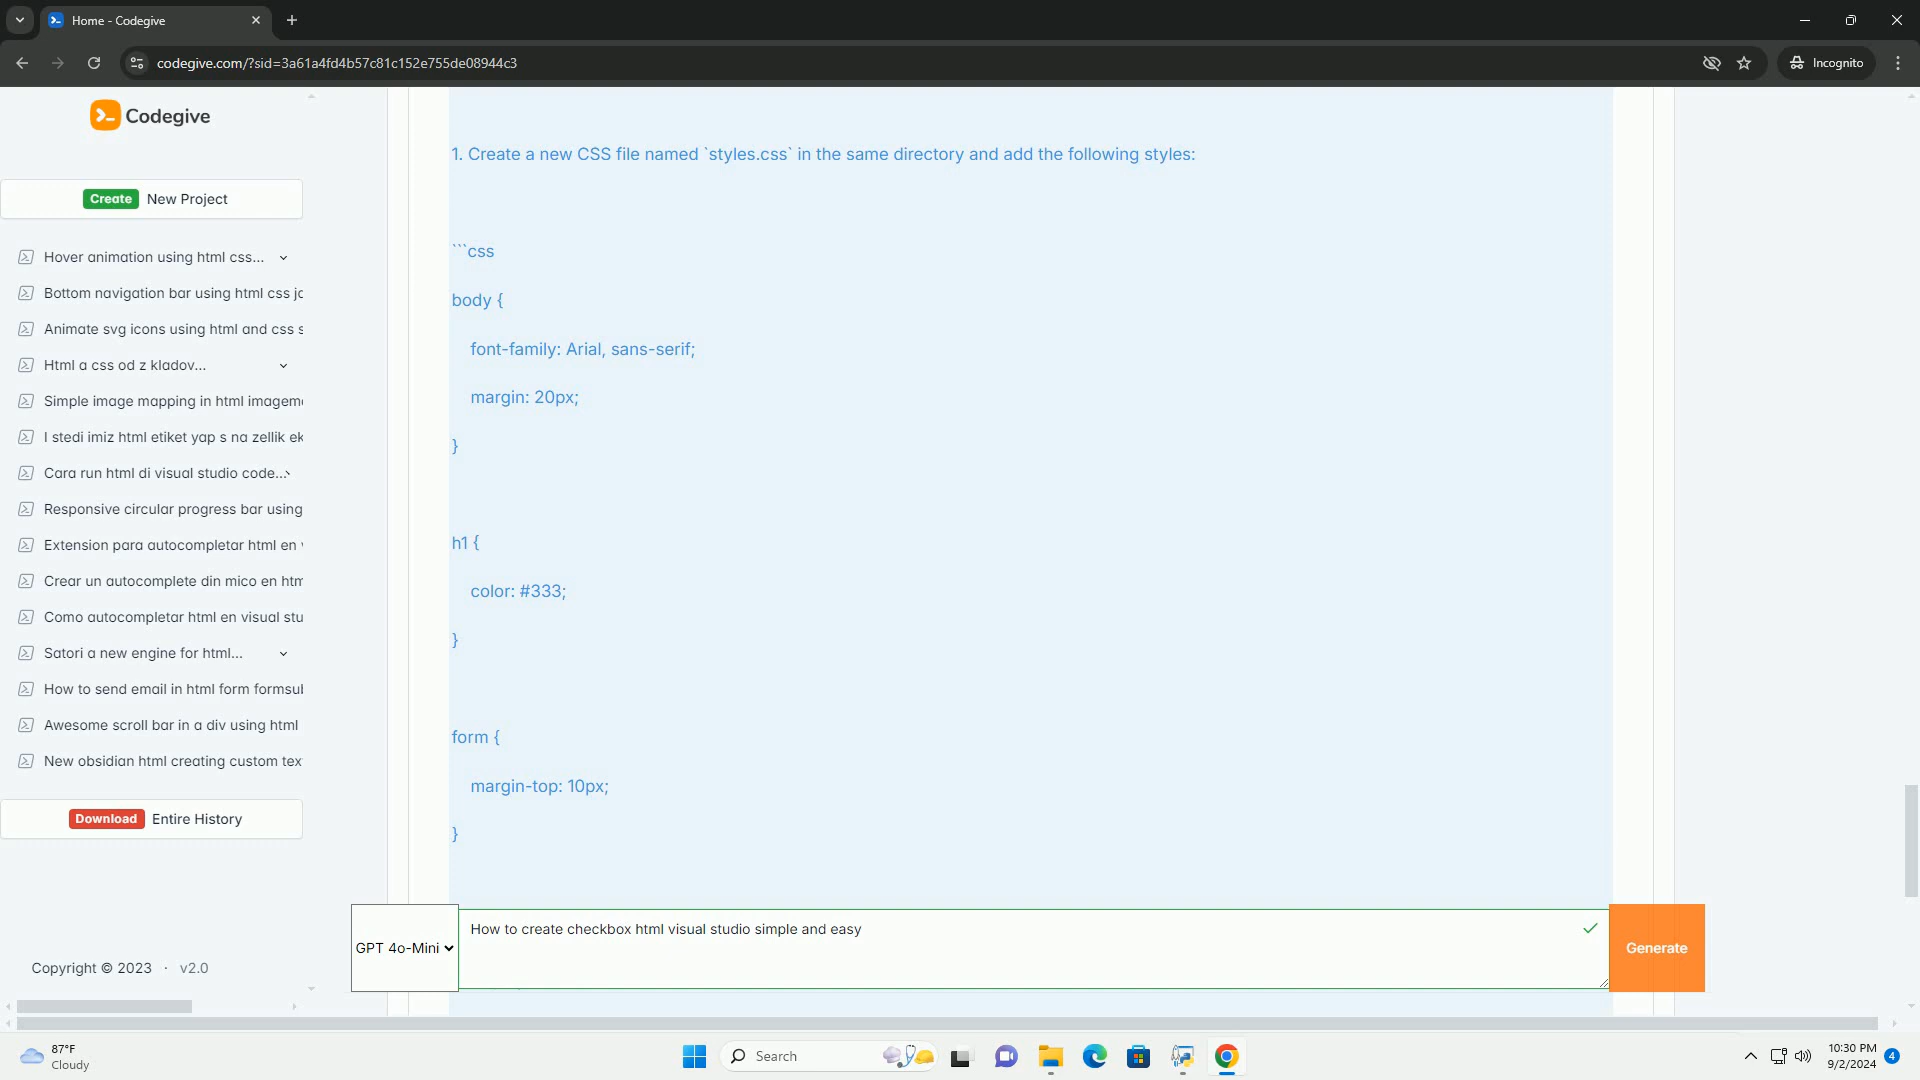 Home - Codegive
codegive.com/?sid=3a61a4fd4b57c81c152e755de08944c3
Incognito
Codegive
Create New Project
Hover animation using html css...
Bottom navigation bar using html css
Animate svg icons using html and css s
Html a css od z kladov...
Simple image mapping in html imagem
I stedi imiz html etiket yap s na zellik ek
Cara run html di visual studio code...
Responsive circular progress bar using
Extension para autocompletar html en
Crear un autocomplete din mico en htm
Como autocompletar html en visual stu
Satori a new engine for html...
How to send email in html form formsul
Awesome scroll bar in a div using html
New obsidian html creating custom tex
Download Entire History
Copyright © 2023 · v2.0
1. Create a new CSS file named `styles.css` in the same directory and add the following styles:
```css
body {
font-family: Arial, sans-serif;
margin: 20px;
}
h1 {
color: #333;
}
form {
margin-top: 10px;
}
GPT 4o-Mini
How to create checkbox html visual studio simple and easy
Generate
87°F
Cloudy
Search
10:30 PM
9/2/2024
4